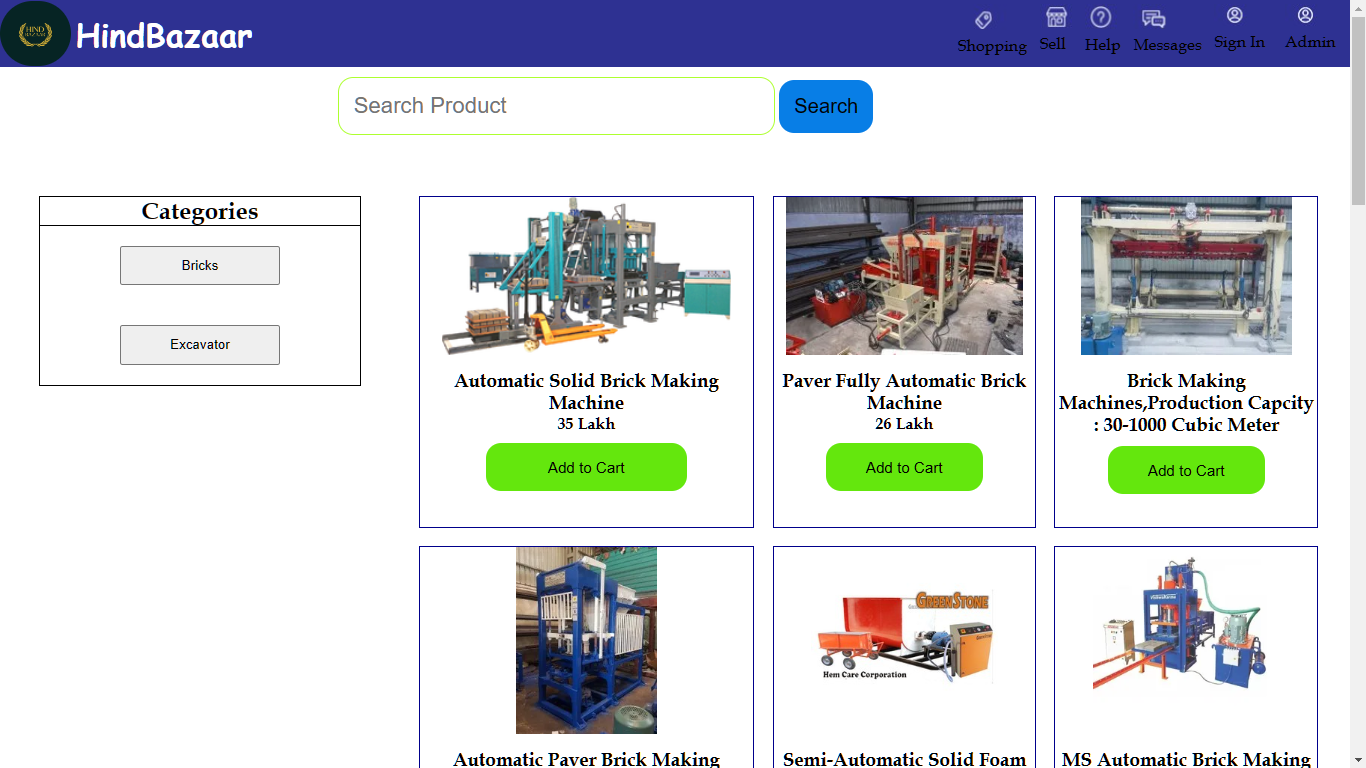 HIND
BAZAAR
HindBazaar
Shopping
Sell
Help
Messages
Sign In
Admin
Search Product
Search
Categories
Bricks
Excavator
Automatic Solid Brick Making
Machine
35 Lakh
Add to Cart
Paver Fully Automatic Brick
Machine
26 Lakh
Add to Cart
Brick Making
Machines,Production Capcity
: 30-1000 Cubic Meter
Add to Cart
GREENSTONE
Hem Care Corporation
Automatic Paver Brick Making
Semi-Automatic Solid Foam
MS Automatic Brick Making